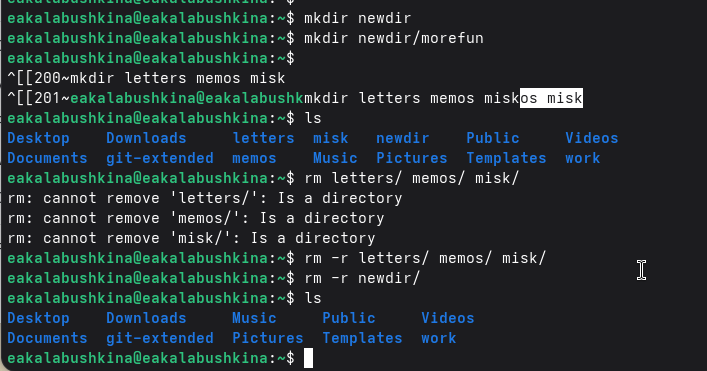 eakalabushkina@eakalabushkina:~$ mkdir newdir
eakalabushkina@eakalabushkina:~$ mkdir newdir/morefun
eakalabushkina@eakalabushkina:~$
^[[200~mkdir letters memos misk
^[[201~eakalabushkina@eakalabushkmkdir letters memos miskos misk
eakalabushkina@eakalabushkina:~$ ls
Desktop Downloads letters misk newdir Public Videos
Documents git-extended memos Music Pictures Templates work
eakalabushkina@eakalabushkina:~$ rm letters/ memos/ misk/
rm: cannot remove 'letters/': Is a directory
rm: cannot remove 'memos/': Is a directory
rm: cannot remove 'misk/': Is a directory
eakalabushkina@eakalabushkina:~$ rm -r letters/ memos/ misk/
eakalabushkina@eakalabushkina:~$ rm -r newdir/
eakalabushkina@eakalabushkina:~$ ls
Desktop Downloads Music Public Videos
Documents git-extended Pictures Templates work
eakalabushkina@eakalabushkina:~$